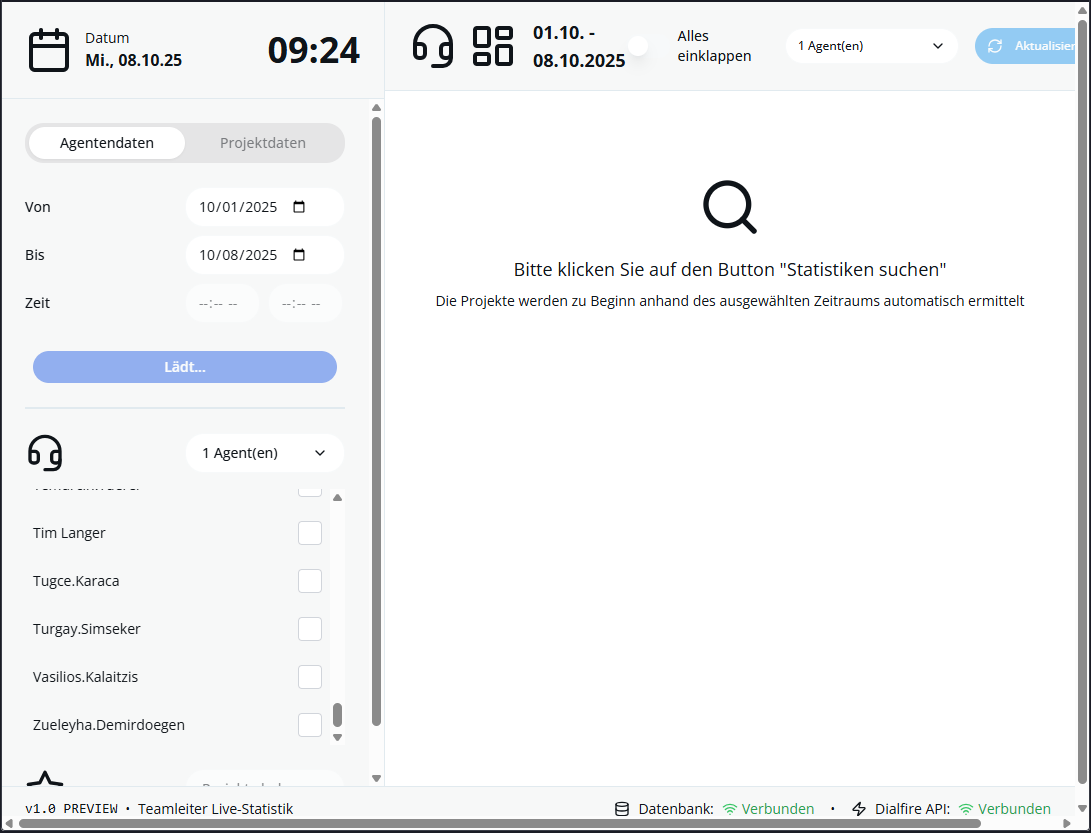 Datum
Mi., 08.10.25
09:24
01.10. -
08.10.2025
Alles
einklappen
1 Agent(en)
Aktualisier
Agentendaten
Projektdaten
Von
10/01/2025
Bis
10/08/2025
Zeit
--:-- --
--:-- --
Lädt...
1 Agent(en)
Tim Langer
Tugce.Karaca
Turgay.Simseker
Vasilios.Kalaitzis
Zueleyha.Demirdoegen
Bitte klicken Sie auf den Button "Statistiken suchen"
Die Projekte werden zu Beginn anhand des ausgewählten Zeitraums automatisch ermittelt
v1.0 PREVIEW • Teamleiter Live-Statistik
Datenbank: Verbunden • Dialfire API: Verbunden